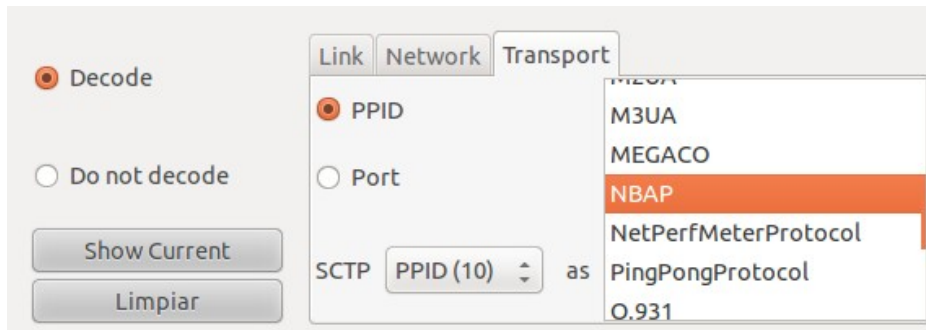 Link Network Transport
Decode
M2UA
PPID
M3UA
MEGACO
Do not decode
Port
NBAP
NetPerfMeterProtocol
Show Current
SCTP PPID (10) as
PingPongProtocol
Limpiar
Q.931